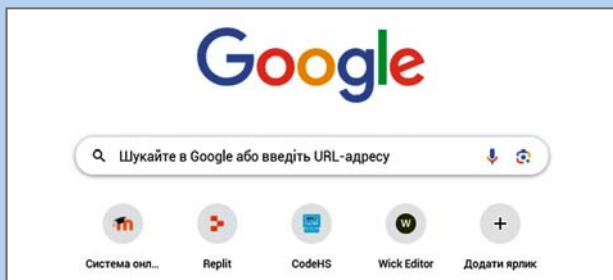 Google
Шукайте в Google або введіть URL-адресу
Система онл... Replit CodeHS Wick Editor Додати ярлик